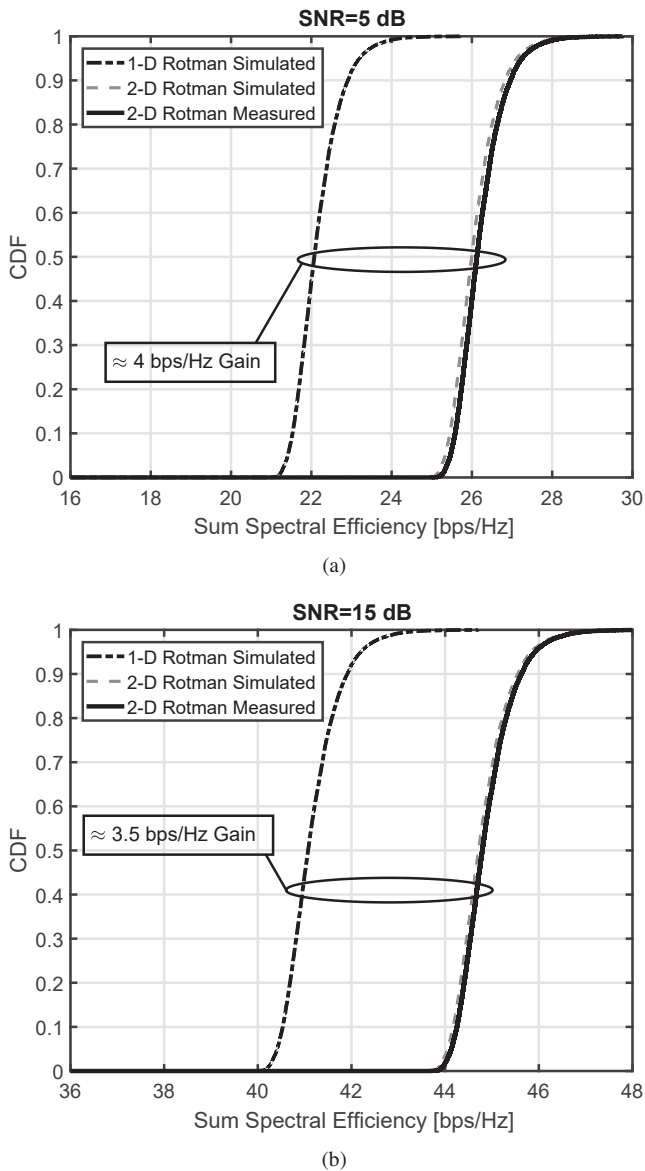 SNR=5 dB
1
0.9
0.8
0.7
0.6
0.5
0.4
0.3
0.2
0.1
0
CDF
1-D Rotman Simulated
2-D Rotman Simulated
2-D Rotman Measured
≈ 4 bps/Hz Gain
16 18 20 22 24 26 28 30
Sum Spectral Efficiency [bps/Hz]
(a)
SNR=15 dB
1
0.9
0.8
0.7
0.6
0.5
0.4
0.3
0.2
0.1
0
CDF
1-D Rotman Simulated
2-D Rotman Simulated
2-D Rotman Measured
≈ 3.5 bps/Hz Gain
36 38 40 42 44 46 48
Sum Spectral Efficiency [bps/Hz]
(b)